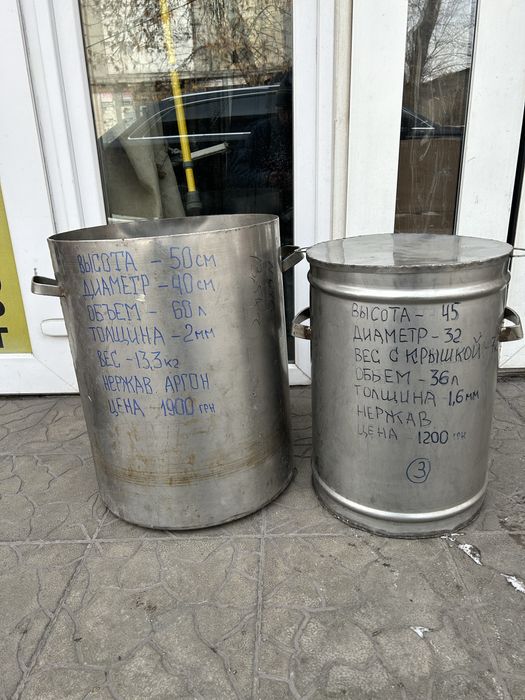 ВЫСОТА - 50 см
ДИАМЕТР - 40 см
ОБЪЕМ - 60 л
ТОЛЩИНА - 2 мм
ВЕС - 13,3 кг
НЕРЖАВ АРГОН
ЦЕНА - 1900 грн
ВЫСОТА - 45
ДИАМЕТР - 32
ВЕС С КРЫШКОЙ -
ОБЬЕМ - 36 л
ТОЛЩИНА 1,6 мм
НЕРЖАВ
ЦЕНА - 1200 грн
3